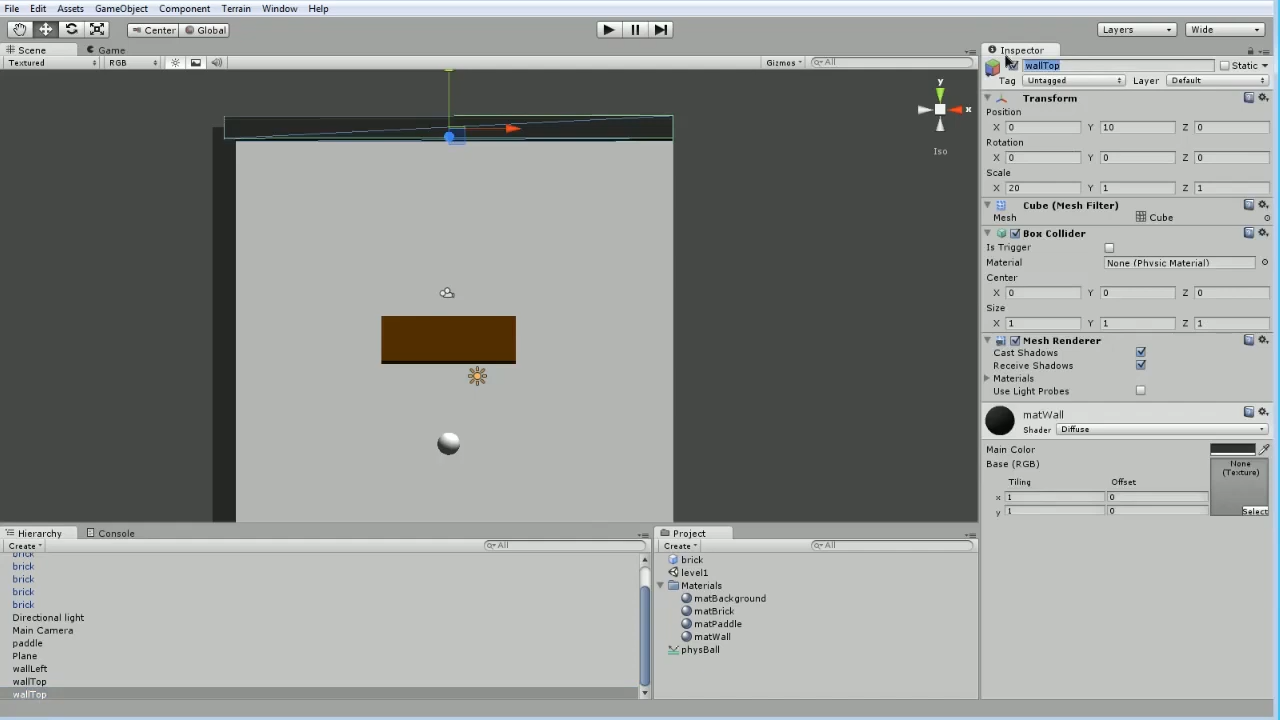 File Edit Assets GameObject Component Terrain Window Help
Center Global Layers Wide
Scene Game Inspector
Textured RGB Gizmos All
wallTop Static
Tag Untagged Layer Default
Transform
Position
X 0 Y 10 Z 0
Rotation
X 0 Y 0 Z 0
Scale
X 20 Y 1 Z 1
Cube (Mesh Filter)
Mesh Cube
Box Collider
Is Trigger
Material None (Physic Material)
Center
X 0 Y 0 Z 0
Size
X 1 Y 1 Z 1
Mesh Renderer
Cast Shadows
Receive Shadows
Materials
Use Light Probes
matWall
Shader Diffuse
Main Color
Base (RGB)
None
(Texture)
Tiling Offset
x 1 0
y 1 0
Select
y
x
Iso
Hierarchy Console
Create All
brick
brick
brick
brick
brick
Directional light
Main Camera
paddle
Plane
wallLeft
wallTop
wallTop
Project
Create All
brick
level1
Materials
matBackground
matBrick
matPaddle
matWall
physBall